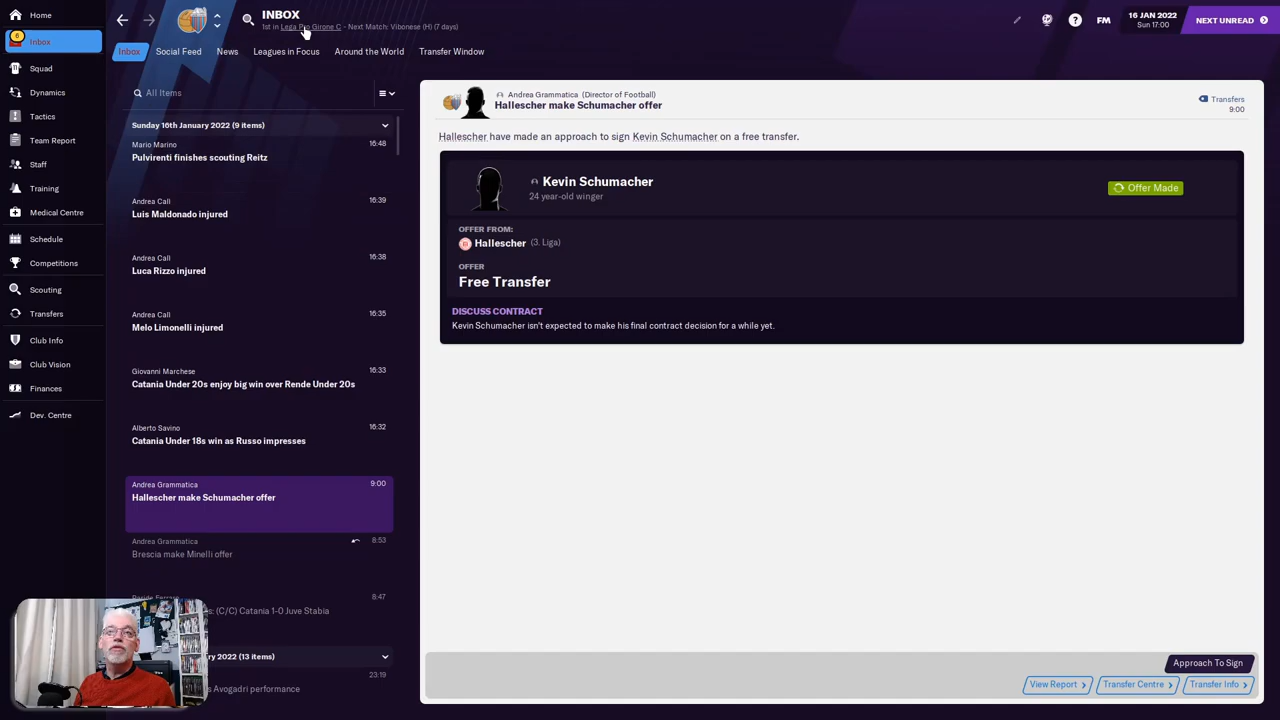 Home
6
Inbox
Squad
Dynamics
Tactics
Team Report
Staff
Training
Medical Centre
Schedule
Competitions
Scouting
Transfers
Club Info
Club Vision
Finances
Dev. Centre
INBOX
1st in Lega Pro Girone C - Next Match: Vibonese (H) (7 days)
?
FM
16 JAN 2022
Sun 17:00
NEXT UNREAD
Inbox
Social Feed
News
Leagues in Focus
Around the World
Transfer Window
All Items
Sunday 16th January 2022 (9 items)
Mario Marino 16:48
Pulvirenti finishes scouting Reitz
Andrea Call 16:39
Luis Maldonado injured
Andrea Call 16:38
Luca Rizzo injured
Andrea Call 16:35
Melo Limonelli injured
Giovanni Marchese 16:33
Catania Under 20s enjoy big win over Rende Under 20s
Alberto Savino 16:32
Catania Under 18s win as Russo impresses
Andrea Grammatica 9:00
Hallescher make Schumacher offer
Andrea Grammatica 8:53
Brescia make Minelli offer
8:47
s: (C/C) Catania 1-0 Juve Stabia
ry 2022 (13 items)
23:19
s Avogadri performance
Andrea Grammatica (Director of Football)
Hallescher make Schumacher offer
Transfers
9:00
Hallescher have made an approach to sign Kevin Schumacher on a free transfer.
Kevin Schumacher
24 year-old winger
Offer Made
OFFER FROM:
Hallescher (3. Liga)
OFFER
Free Transfer
DISCUSS CONTRACT
Kevin Schumacher isn't expected to make his final contract decision for a while yet.
Approach To Sign
View Report
Transfer Centre
Transfer Info